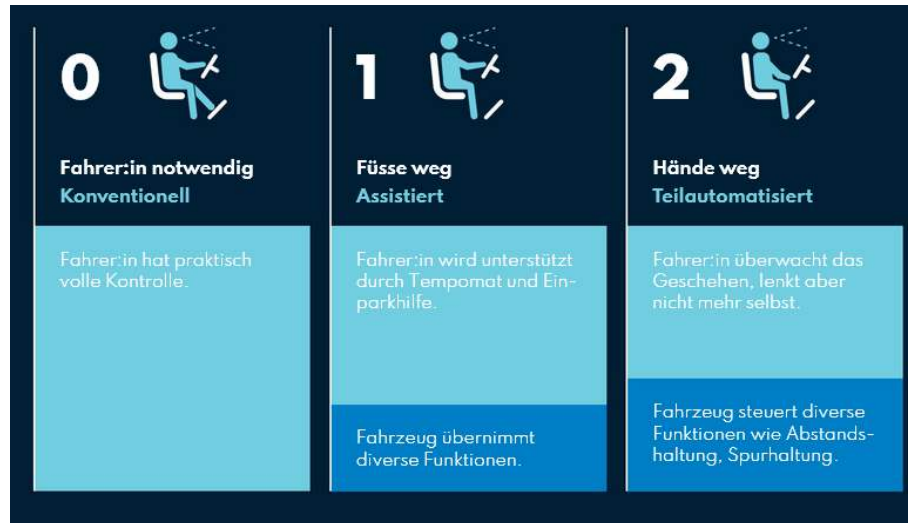 0
Fahrer:in notwendig
Konventionell
Fahrer:in hat praktisch
volle Kontrolle.
1
Füsse weg
Assistiert
Fahrer:in wird unterstützt
durch Tempomat und Ein-
parkhilfe.
Fahrzeug übernimmt
diverse Funktionen.
2
Hände weg
Teilautomatisiert
Fahrer:in überwacht das
Geschehen, lenkt aber
nicht mehr selbst.
Fahrzeug steuert diverse
Funktionen wie Abstands-
haltung, Spurhaltung.